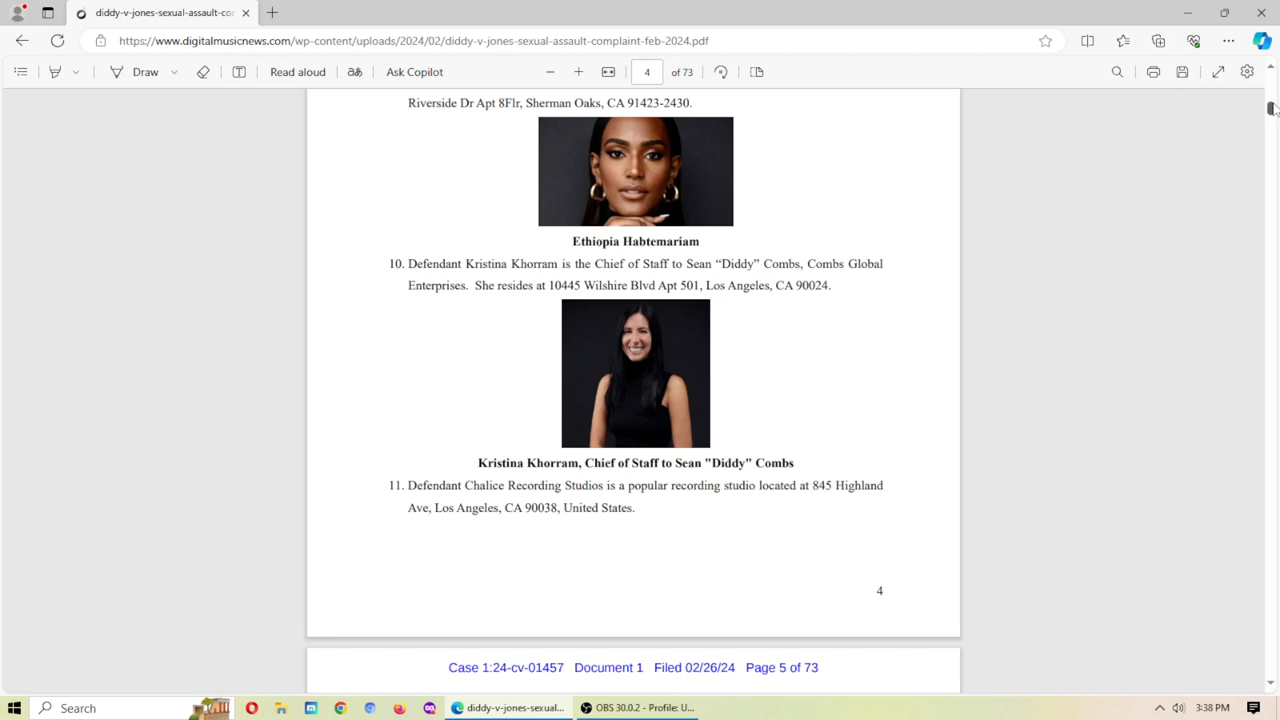 diddy-v-jones-sexual-assault-cor
https://www.digitalmusicnews.com/wp-content/uploads/2024/02/diddy-v-jones-sexual-assault-complaint-feb-2024.pdf
Draw Read aloud Ask Copilot 4 of 73
Riverside Dr Apt 8Flr, Sherman Oaks, CA 91423-2430.
Ethiopia Habtemariam
10. Defendant Kristina Khorram is the Chief of Staff to Sean “Diddy” Combs, Combs Global
Enterprises. She resides at 10445 Wilshire Blvd Apt 501, Los Angeles, CA 90024.
Kristina Khorram, Chief of Staff to Sean "Diddy" Combs
11. Defendant Chalice Recording Studios is a popular recording studio located at 845 Highland
Ave, Los Angeles, CA 90038, United States.
4
Case 1:24-cv-01457 Document 1 Filed 02/26/24 Page 5 of 73
Search diddy-v-jones-sexual... OBS 30.0.2 - Profile: U... 3:38 PM